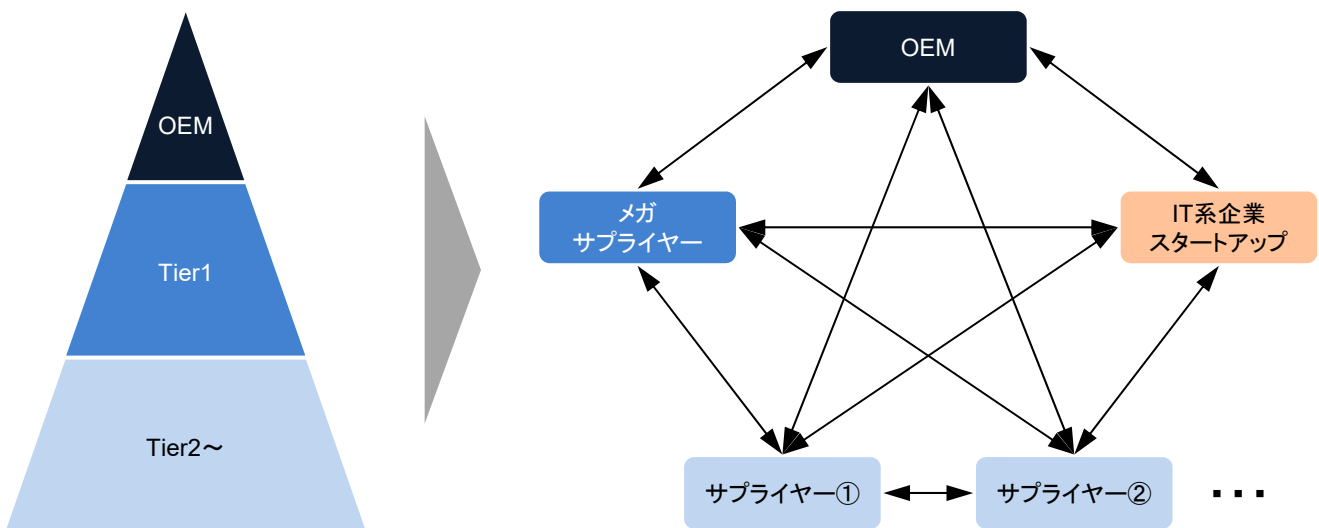 OEM
Tier1
Tier2～
OEM
メガ
サプライヤー
IT系企業
スタートアップ
サプライヤー①
サプライヤー②
・・・